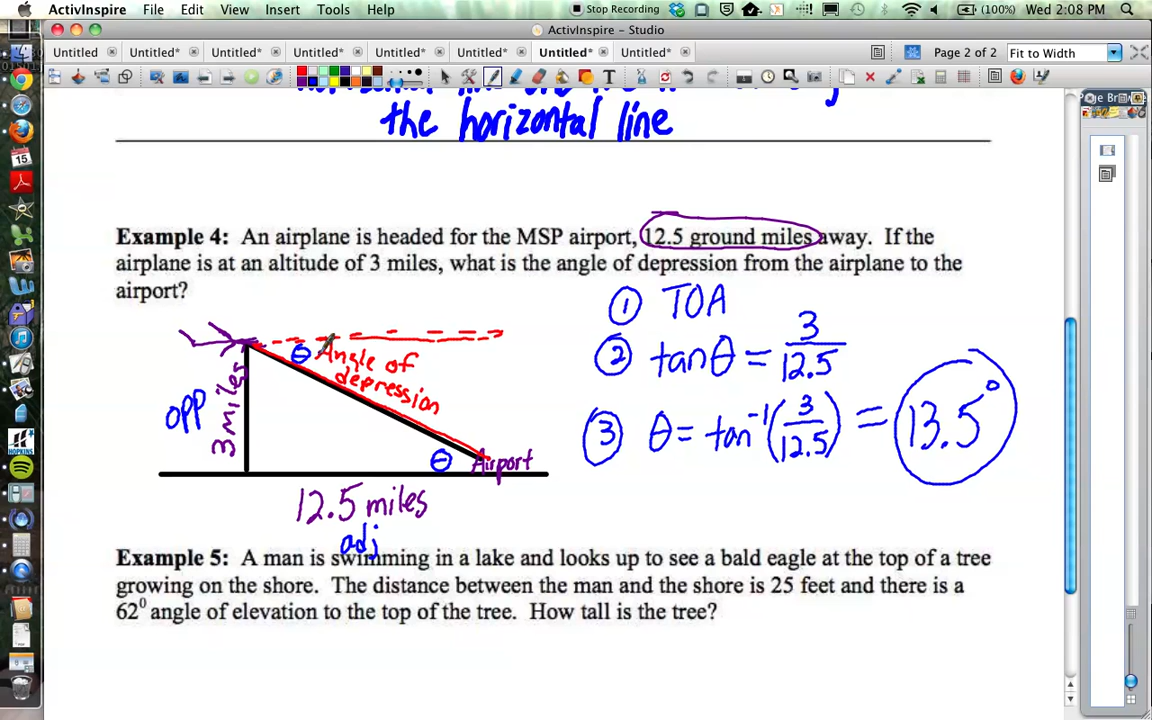 ActivInspire File Edit View Insert Tools Help Stop Recording (100%) Wed 2:08 PM
ActivInspire - Studio
Untitled Untitled* Untitled* Untitled* Untitled* Untitled* Untitled* Untitled* Page 2 of 2 Fit to Width
Page Br
horizontal line
the horizontal line
Example 4: An airplane is headed for the MSP airport, 12.5 ground miles away. If the
airplane is at an altitude of 3 miles, what is the angle of depression from the airplane to the
airport?
① TOA
② tanθ = 3/12.5
③ θ = tan⁻¹(3/12.5) = 13.5°
θ Angle of
depression
opp
3 miles
θ Airport
12.5 miles
adj
Example 5: A man is swimming in a lake and looks up to see a bald eagle at the top of a tree
growing on the shore. The distance between the man and the shore is 25 feet and there is a
62⁰ angle of elevation to the top of the tree. How tall is the tree?